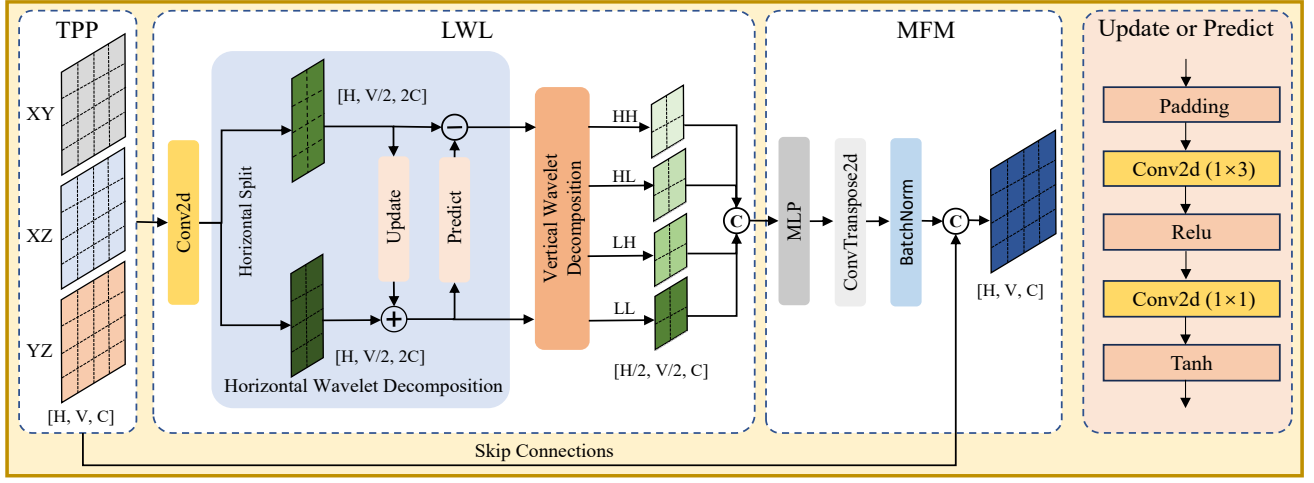 TPP
XY
XZ
YZ
[H, V, C]
LWL
Conv2d
Horizontal Split
[H, V/2, 2C]
Update
Predict
−
+
[H, V/2, 2C]
Horizontal Wavelet Decomposition
Vertical Wavelet
Decomposition
HH
HL
LH
LL
[H/2, V/2, C]
C
MFM
MLP
ConvTranspose2d
BatchNorm
C
[H, V, C]
Skip Connections
Update or Predict
Padding
Conv2d (1×3)
Relu
Conv2d (1×1)
Tanh